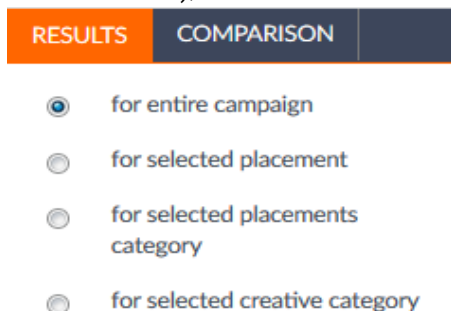 RESULTS COMPARISON
for entire campaign
for selected placement
for selected placements
category
for selected creative category